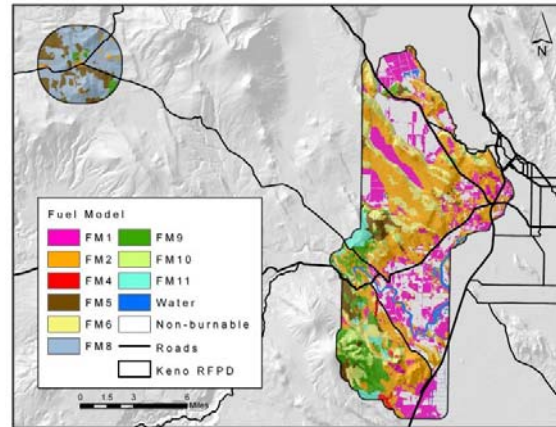 N
Fuel Model
FM1
FM9
FM2
FM10
FM4
FM11
FM5
Water
FM6
Non-burnable
FM8
Roads
Keno RFPD
0 1.5 3 6
Miles